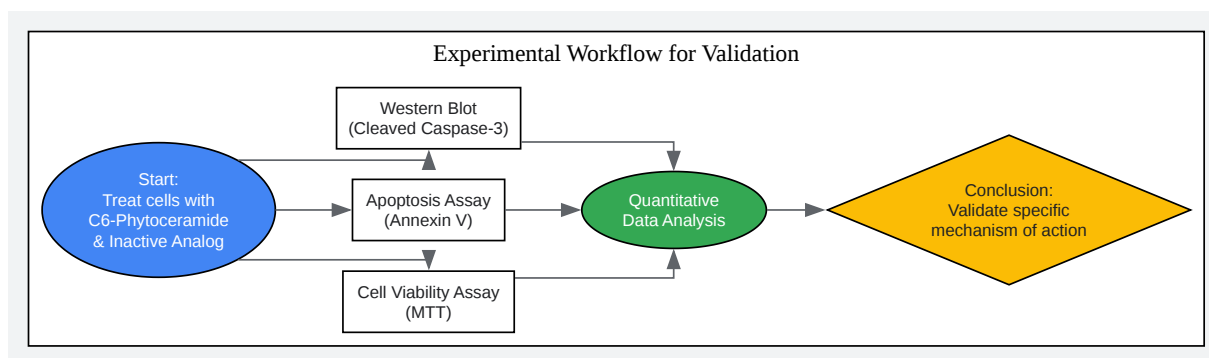 Experimental Workflow for Validation
Western Blot
(Cleaved Caspase-3)
Start:
Treat cells with
C6-Phytoceramide
& Inactive Analog
Apoptosis Assay
(Annexin V)
Cell Viability Assay
(MTT)
Quantitative
Data Analysis
Conclusion:
Validate specific
mechanism of action